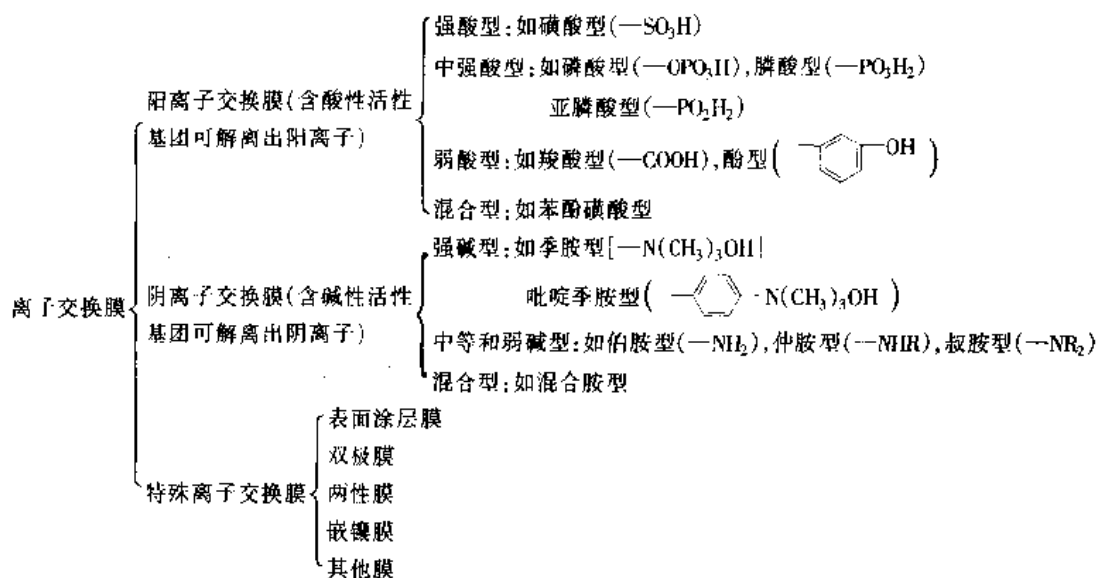 强酸型:如磺酸型(—SO₃H)
中强酸型:如磷酸型(—OPO₃H),膦酸型(—PO₃H₂)
亚膦酸型(—PO₂H₂)
阳离子交换膜(含酸性活性
基团可解离出阳离子)
弱酸型:如羧酸型(—COOH),酚型( —OH )
混合型:如苯酚磺酸型
离子交换膜
阴离子交换膜(含碱性活性
基团可解离出阴离子)
强碱型:如季胺型[—N(CH₃)₃OH]
吡啶季胺型( N(CH₃)₃OH )
中等和弱碱型:如伯胺型(—NH₂),仲胺型(—NHR),叔胺型(—NR₂)
混合型:如混合胺型
特殊离子交换膜
表面涂层膜
双极膜
两性膜
嵌镶膜
其他膜